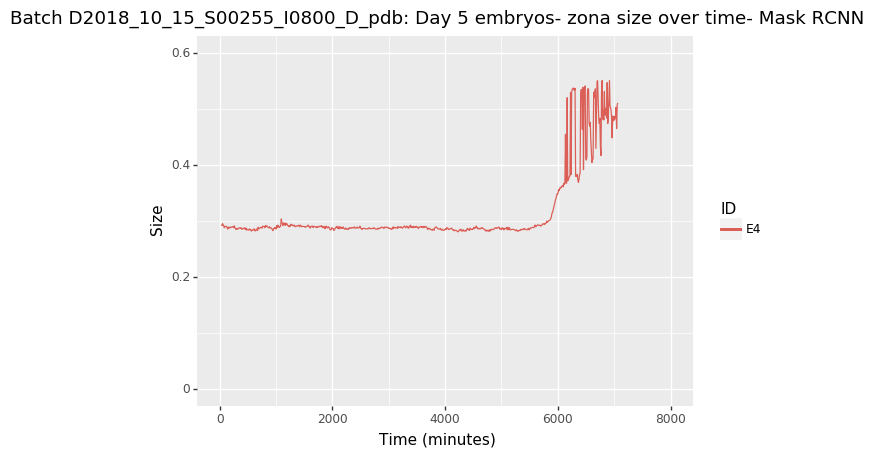 Batch D2018_10_15_S00255_I0800_D_pdb: Day 5 embryos- zona size over time- Mask RCNN
0.6
0.4
0.2
0
Size
0 2000 4000 6000 8000
Time (minutes)
ID
E4